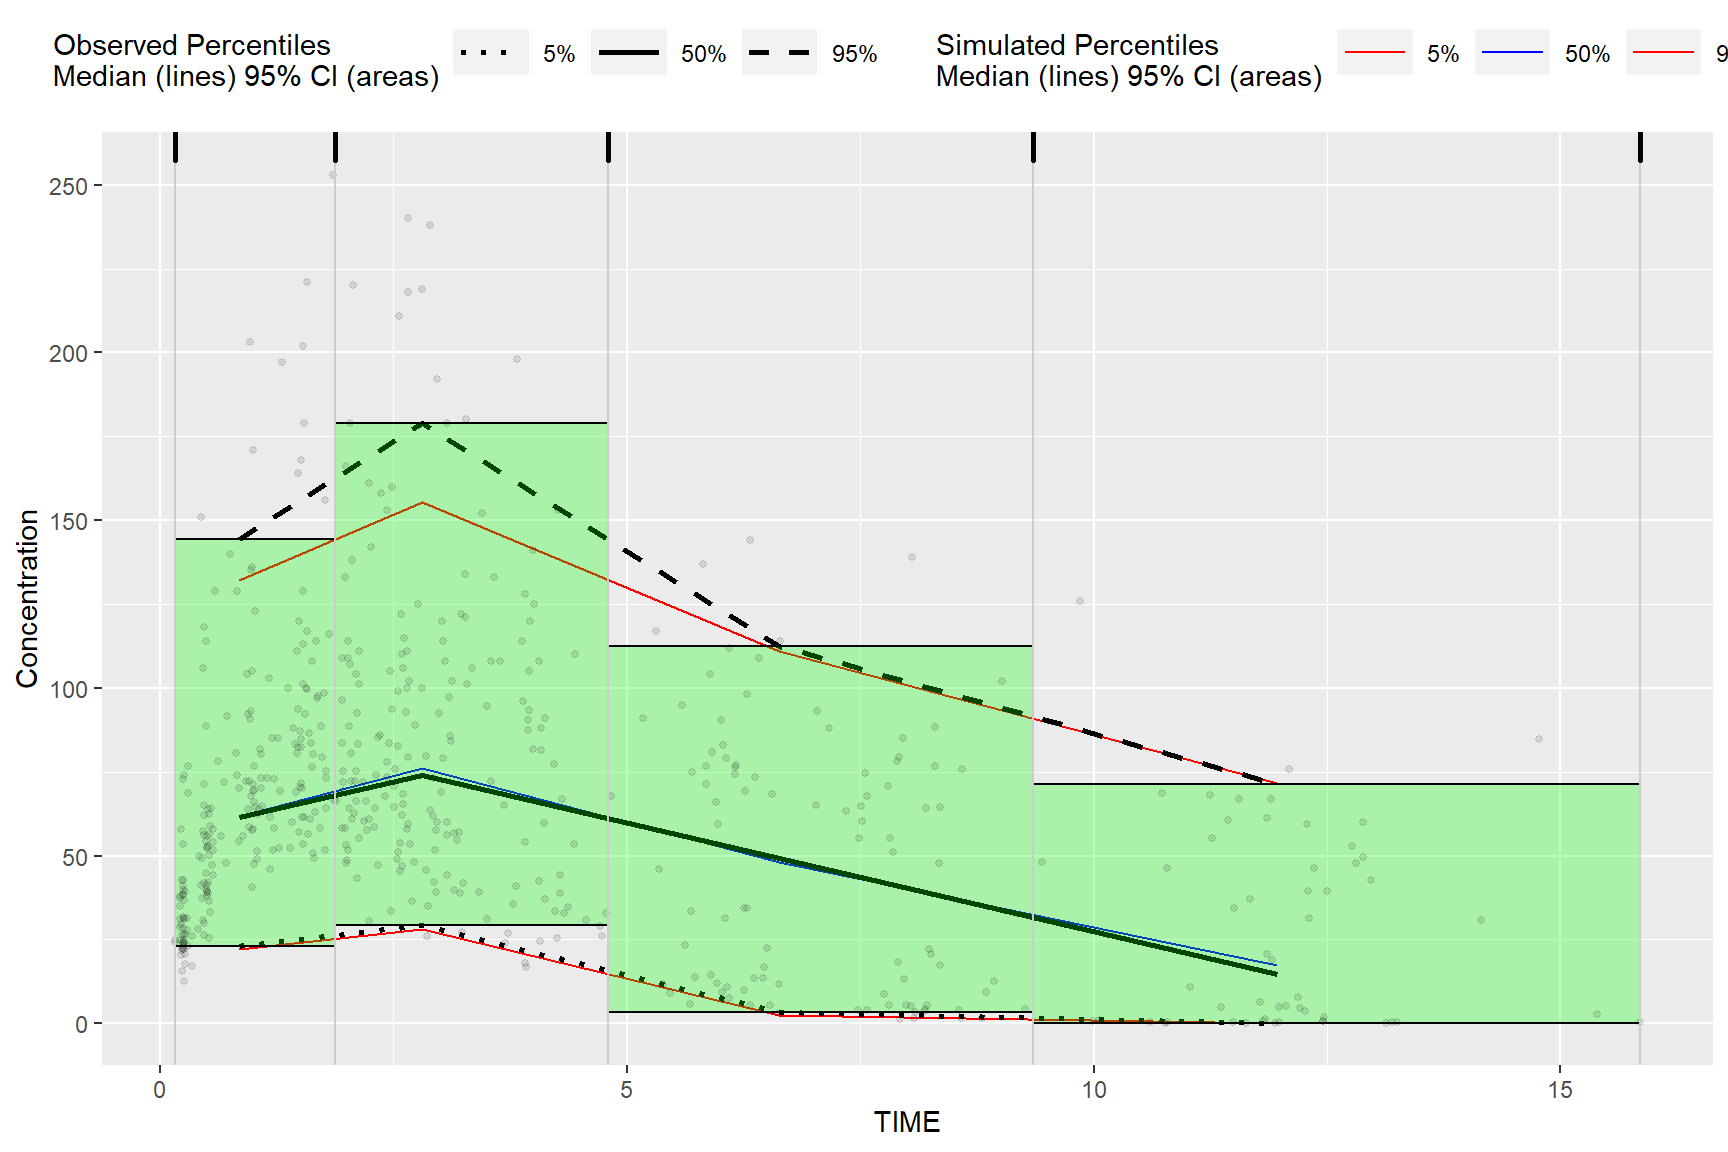 Observed Percentiles
Median (lines) 95% CI (areas)
5%
50%
95%
Simulated Percentiles
Median (lines) 95% CI (areas)
5%
50%
9
250
200
150
100
50
0
Concentration
0
5
10
15
TIME